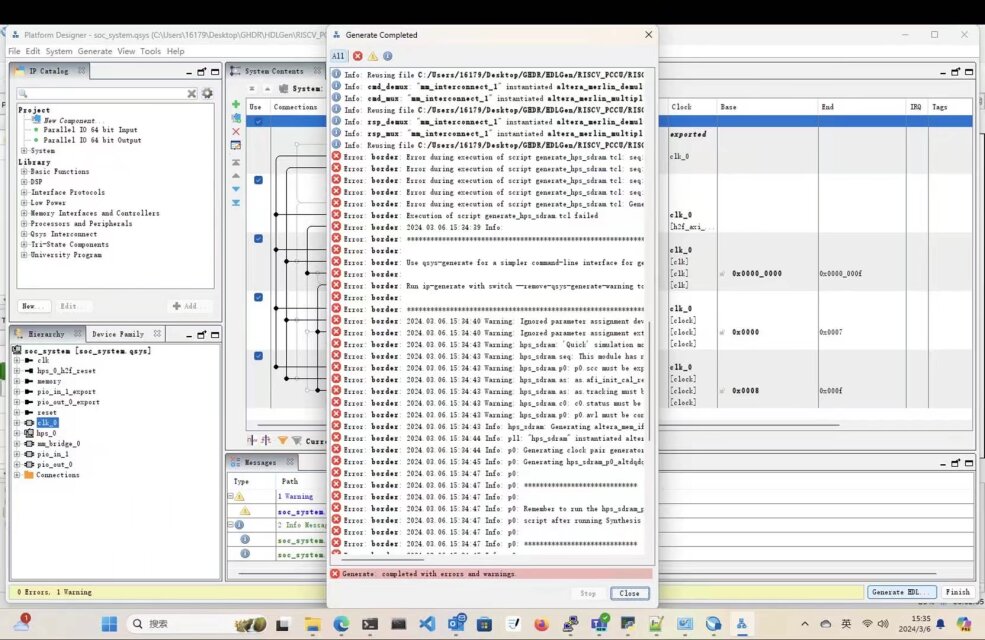 Platform Designer - soc_system.qsys (C:\Users\16179\Desktop\GHDR\HDLGen\RISCV_PCCU
File Edit System Generate View Tools Help
IP Catalog
Project
New Component...
Parallel IO 64 bit Input
Parallel IO 64 bit Output
System
Library
Basic Functions
DSP
Interface Protocols
Low Power
Memory Interfaces and Controllers
Processors and Peripherals
Qsys Interconnect
Tri-State Components
University Program
New...
Edit...
Add...
Hierarchy
Device Family
soc_system [soc_system.qsys]
clk
hps_0_h2f_reset
memory
pio_in_1_export
pio_out_0_export
reset
clk_0
hps_0
mm_bridge_0
pio_in_1
pio_out_0
Connections
System Contents
System:
Use
Connections
Curre
Messages
Type
Path
1 Warning
soc_system.
2 Info Messag
soc_system.
soc_system.
Generate Completed
All
Info: Reusing file C:/Users/16179/Desktop/GHDR/HDLGen/RISCV_PCCU/RISC
Info: cmd_demux: "mm_interconnect_1" instantiated altera_merlin_demul
Info: cmd_mux: "mm_interconnect_1" instantiated altera_merlin_multipl
Info: Reusing file C:/Users/16179/Desktop/GHDR/HDLGen/RISCV_PCCU/RISC
Info: rsp_demux: "mm_interconnect_1" instantiated altera_merlin_demul
Info: rsp_mux: "mm_interconnect_1" instantiated altera_merlin_multipl
Info: Reusing file C:/Users/16179/Desktop/GHDR/HDLGen/RISCV_PCCU/RISC
Error: border: Error during execution of script generate_hps_sdram.tcl: seq:
Error: border: Error during execution of script generate_hps_sdram.tcl: seq:
Error: border: Error during execution of script generate_hps_sdram.tcl: seq:
Error: border: Error during execution of script generate_hps_sdram.tcl: seq:
Error: border: Error during execution of script generate_hps_sdram.tcl: Gene
Error: border: Execution of script generate_hps_sdram.tcl failed
Error: border: 2024.03.06.15:34:39 Info:
Error: border: ********************************************************
Error: border:
Error: border: Use qsys-generate for a simpler command-line interface for ge
Error: border:
Error: border: Run ip-generate with switch --remove-qsys-generate-warning to
Error: border:
Error: border: ********************************************************
Error: border: 2024.03.06.15:34:40 Warning: Ignored parameter assignment dev
Error: border: 2024.03.06.15:34:40 Warning: Ignored parameter assignment ext
Error: border: 2024.03.06.15:34:40 Warning: hps_sdram: 'Quick' simulation mo
Error: border: 2024.03.06.15:34:40 Warning: hps_sdram.seq: This module has n
Error: border: 2024.03.06.15:34:40 Warning: hps_sdram.p0: p0.scc must be exp
Error: border: 2024.03.06.15:34:40 Warning: hps_sdram.as: as.afi_init_cal_re
Error: border: 2024.03.06.15:34:40 Warning: hps_sdram.as: as.tracking must b
Error: border: 2024.03.06.15:34:40 Warning: hps_sdram.c0: c0.status must be
Error: border: 2024.03.06.15:34:40 Warning: hps_sdram.p0: p0.avl must be con
Error: border: 2024.03.06.15:34:43 Info: hps_sdram: Generating altera_mem_if
Error: border: 2024.03.06.15:34:44 Info: pll: "hps_sdram" instantiated alter
Error: border: 2024.03.06.15:34:44 Info: p0: Generating clock pair generator
Error: border: 2024.03.06.15:34:45 Info: p0: Generating hps_sdram_p0_altdqdq
Error: border: 2024.03.06.15:34:47 Info: p0:
Error: border: 2024.03.06.15:34:47 Info: p0: *****************************
Error: border: 2024.03.06.15:34:47 Info: p0:
Error: border: 2024.03.06.15:34:47 Info: p0: Remember to run the hps_sdram_p
Error: border: 2024.03.06.15:34:47 Info: p0: script after running Synthesis
Error: border: 2024.03.06.15:34:47 Info: p0:
Error: border: 2024.03.06.15:34:47 Info: p0: *****************************
Generate: completed with errors and warnings.
Stop
Close
Clock
Base
End
IRQ
Tags
exported
clk_0
clk_0
[h2f_axi_...
clk_0
[clk]
[clk] 0x0000_0000 0x0000_000f
[clk]
clk_0
[clock]
[clock] 0x0000 0x0007
[clock]
clk_0
[clock]
[clock] 0x0008 0x000f
[clock]
0 Errors, 1 Warning
Generate HDL...
Finish
搜索
英
15:35
2024/3/6